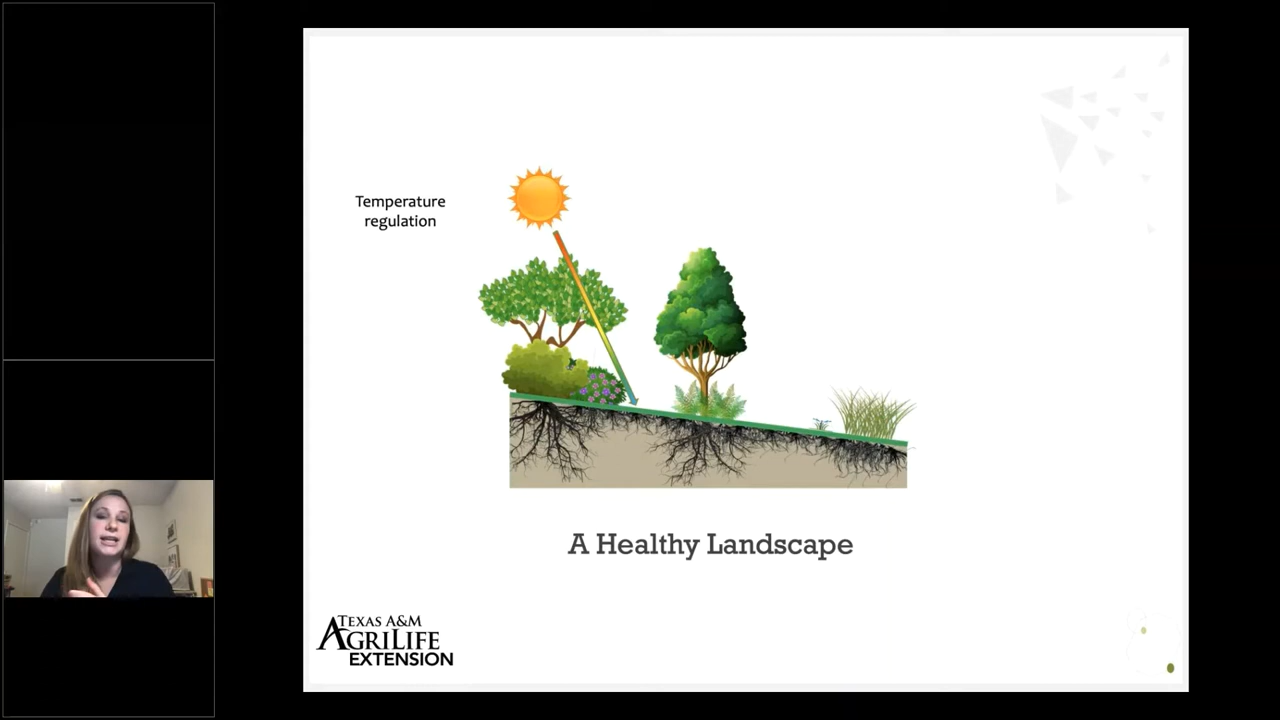 Temperature
regulation
A Healthy Landscape
TEXAS A&M
AGRILIFE
EXTENSION